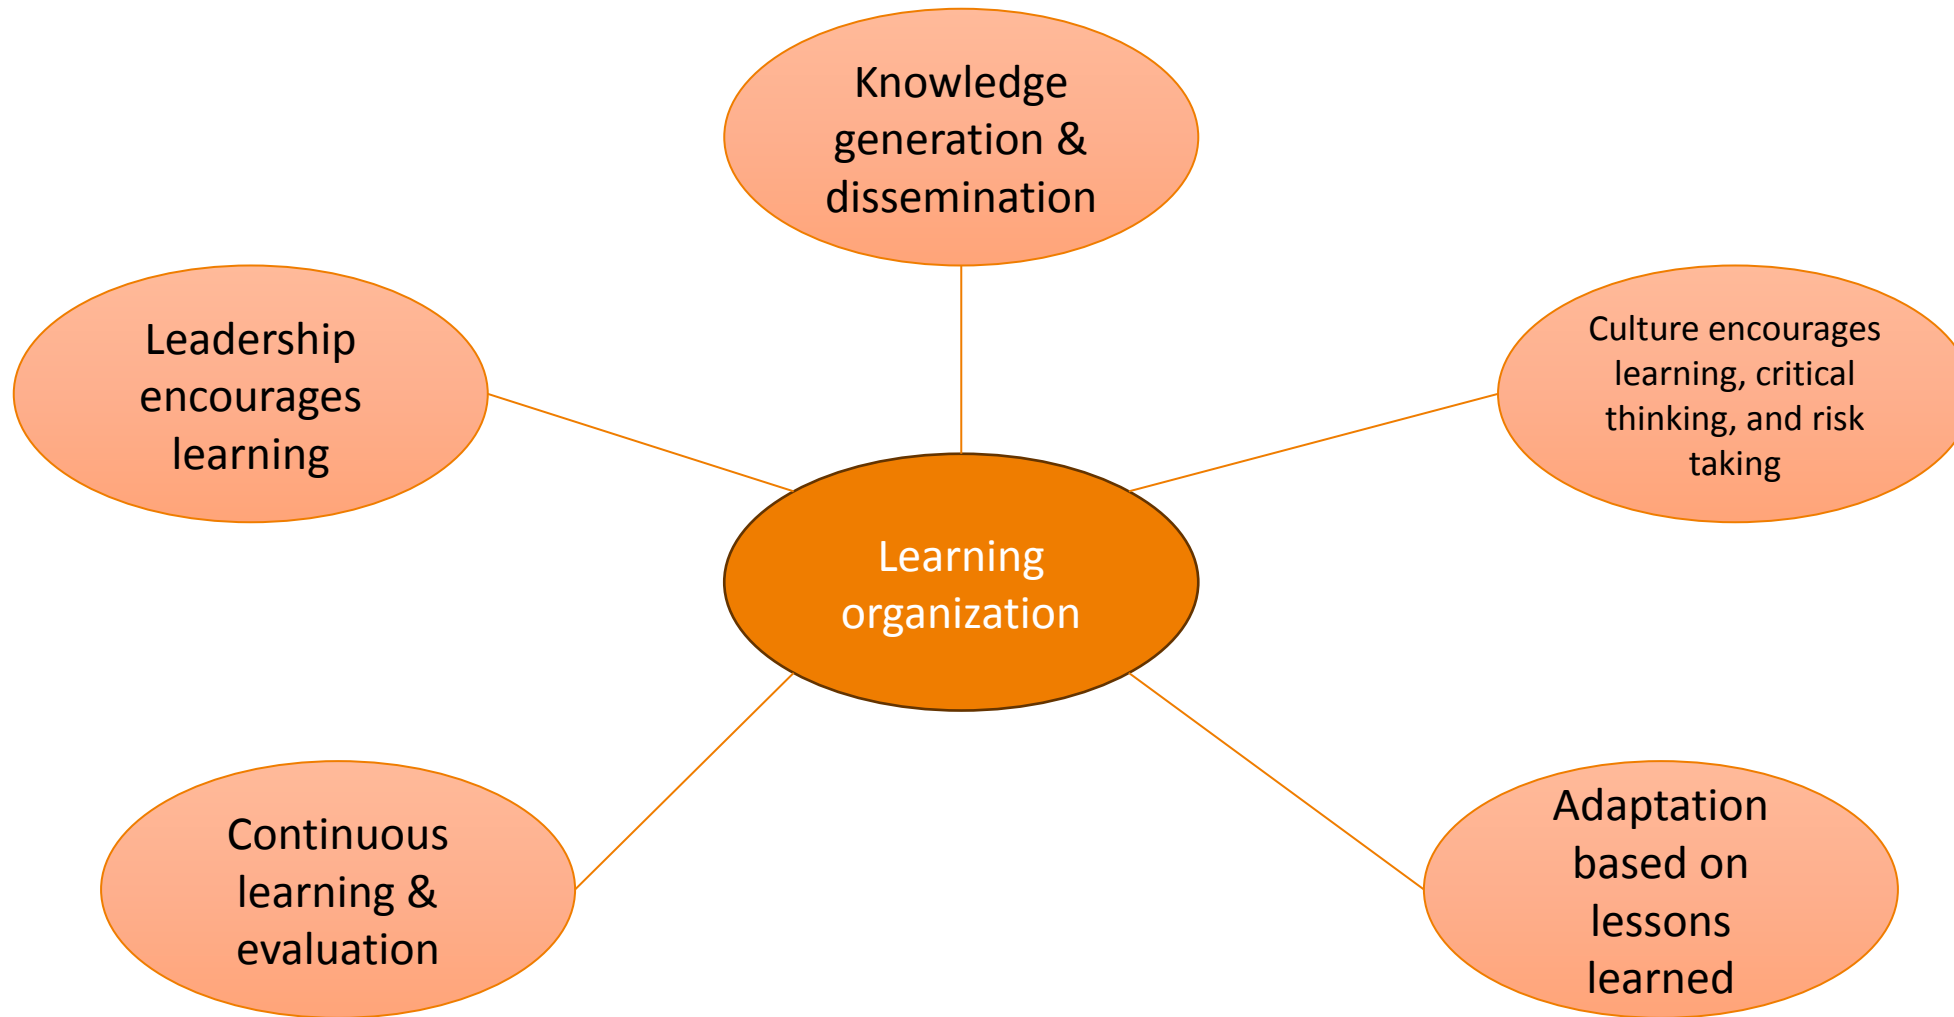 Knowledge
generation &
dissemination
Leadership
encourages
learning
Culture encourages
learning, critical
thinking, and risk
taking
Learning
organization
Continuous
learning &
evaluation
Adaptation
based on
lessons
learned